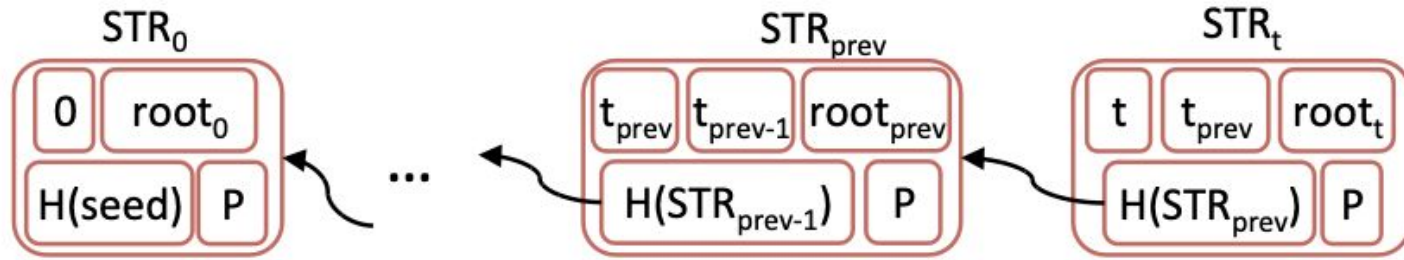 STR₀ STRₚᵣₑᵥ STRₜ
0 root₀ tₚᵣₑᵥ tₚᵣₑᵥ₋₁ rootₚᵣₑᵥ t tₚᵣₑᵥ rootₜ
...
H(seed) P H(STRₚᵣₑᵥ₋₁) P H(STRₚᵣₑᵥ) P